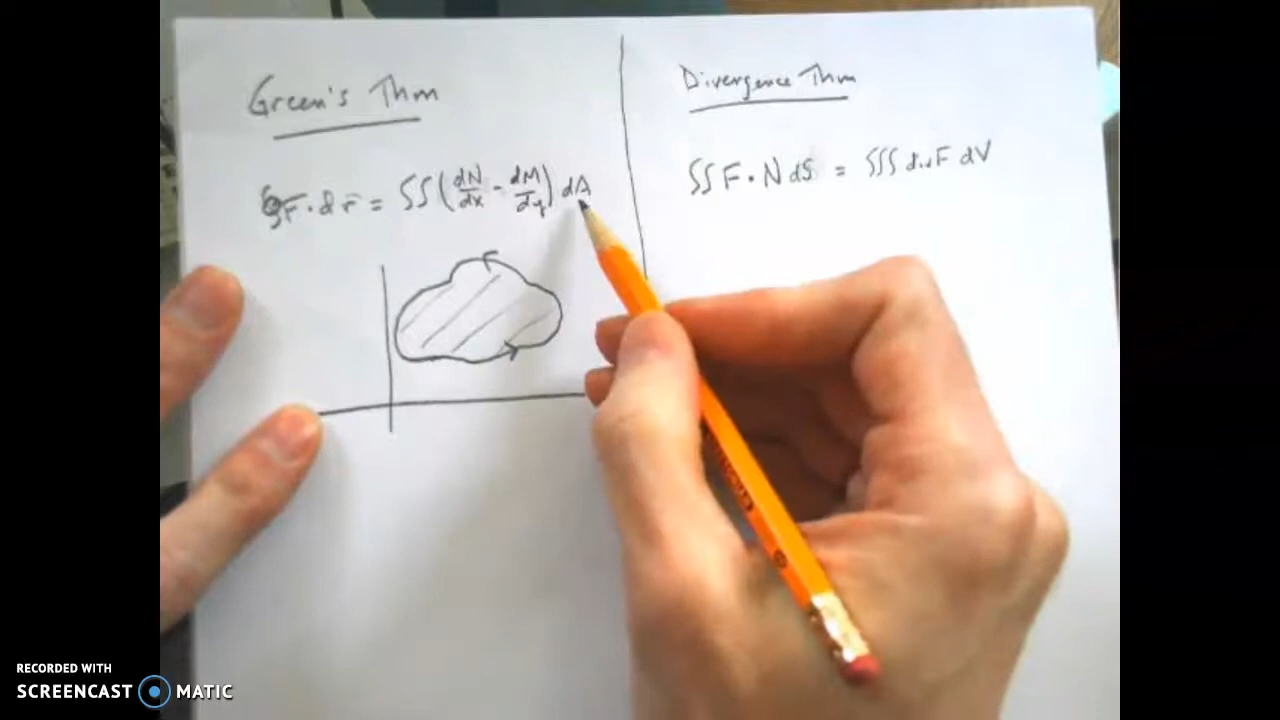 Green's Thm
∮F · dr̄ = ∫∫(dN/dx - dM/dy) dA
Divergence Thm
∫∫ F · N dS = ∫∫∫ div F dV
RECORDED WITH
SCREENCAST MATIC